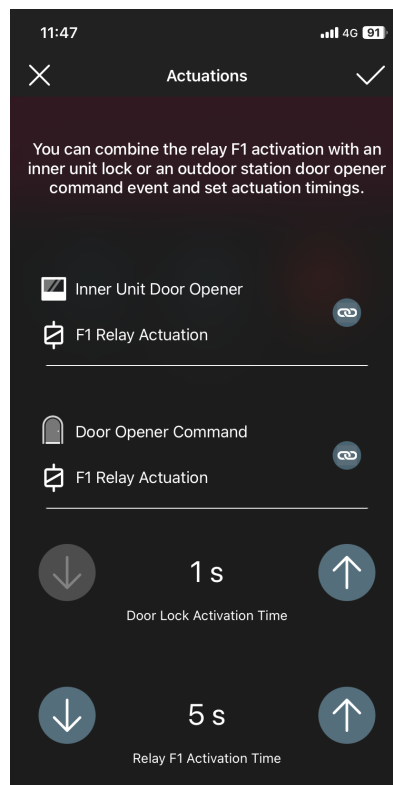 11:47
4G 91
Actuations
You can combine the relay F1 activation with an
inner unit lock or an outdoor station door opener
command event and set actuation timings.
Inner Unit Door Opener
F1 Relay Actuation
Door Opener Command
F1 Relay Actuation
1 s
Door Lock Activation Time
5 s
Relay F1 Activation Time